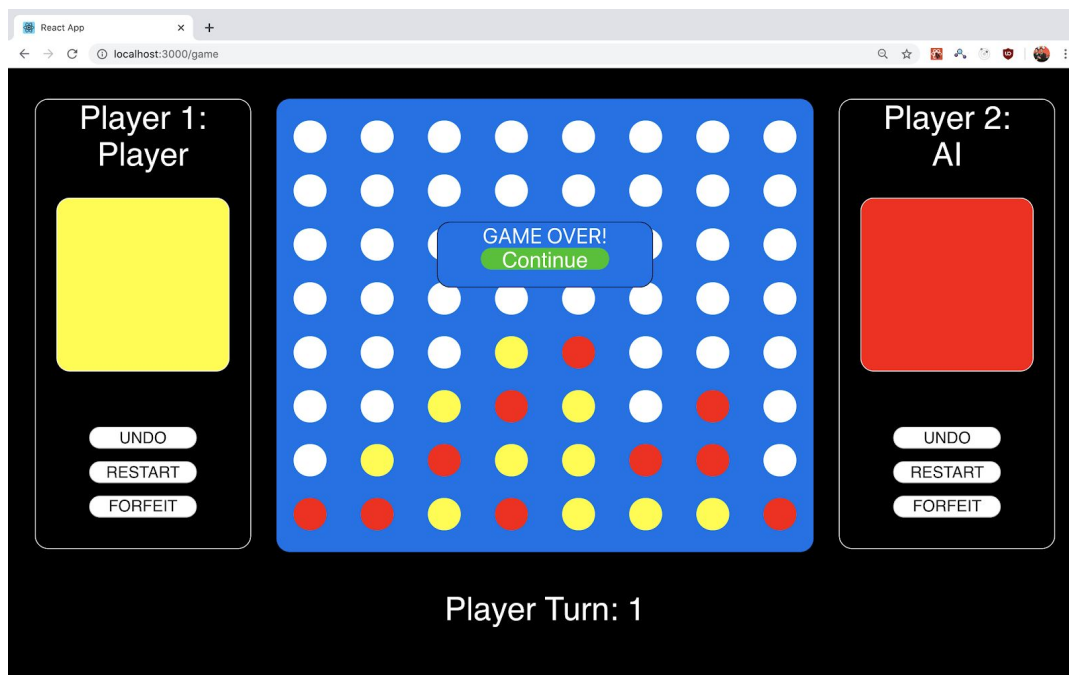 React App
localhost:3000/game
Player 1:
Player
UNDO
RESTART
FORFEIT
GAME OVER!
Continue
Player 2:
AI
UNDO
RESTART
FORFEIT
Player Turn: 1